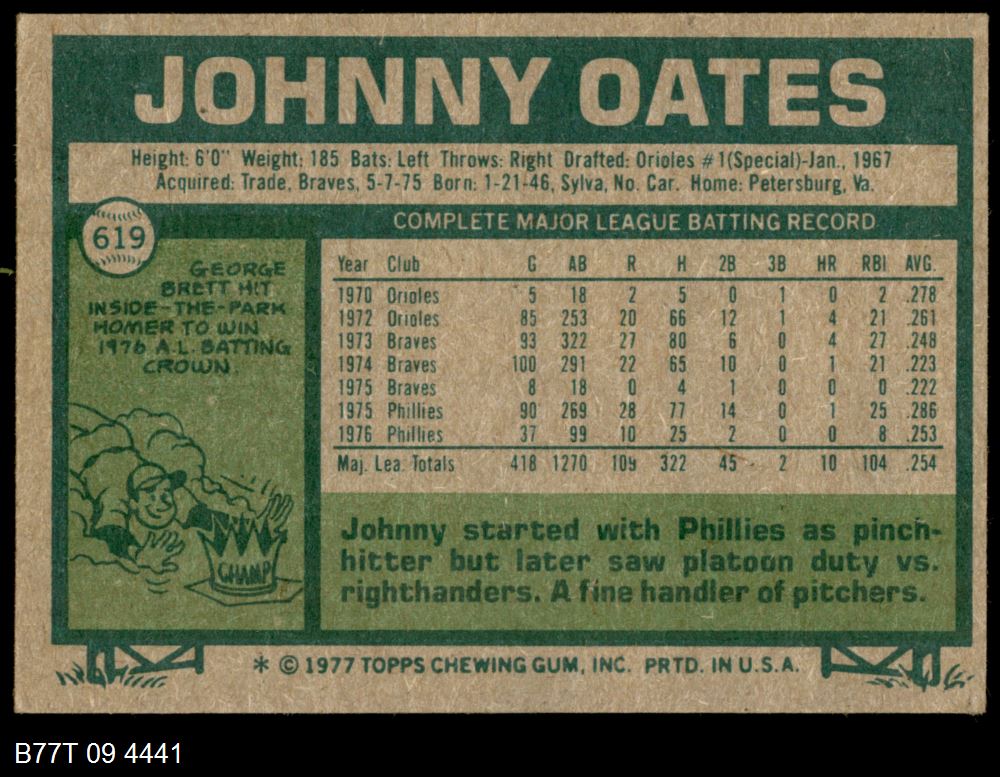 JOHNNY OATES
Height: 6'0" Weight: 185 Bats: Left Throws: Right Drafted: Orioles #1(Special)-Jan., 1967
Acquired: Trade, Braves, 5-7-75 Born: 1-21-46, Sylva, No. Car. Home: Petersburg, Va.
619
GEORGE
BRETT HIT
INSIDE-THE-PARK
HOMER TO WIN
1976 A.L. BATTING
CROWN.
CHAMP
COMPLETE MAJOR LEAGUE BATTING RECORD
Year Club G AB R H 2B 3B HR RBI AVG.
1970 Orioles 5 18 2 5 0 1 0 2 .278
1972 Orioles 85 253 20 66 12 1 4 21 .261
1973 Braves 93 322 27 80 6 0 4 27 .248
1974 Braves 100 291 22 65 10 0 1 21 .223
1975 Braves 8 18 0 4 1 0 0 0 .222
1975 Phillies 90 269 28 77 14 0 1 25 .286
1976 Phillies 37 99 10 25 2 0 0 8 .253
Maj. Lea. Totals 418 1270 109 322 45 2 10 104 .254
Johnny started with Phillies as pinch-
hitter but later saw platoon duty vs.
righthanders. A fine handler of pitchers.
* © 1977 TOPPS CHEWING GUM, INC. PRTD. IN U.S.A.
B77T 09 4441